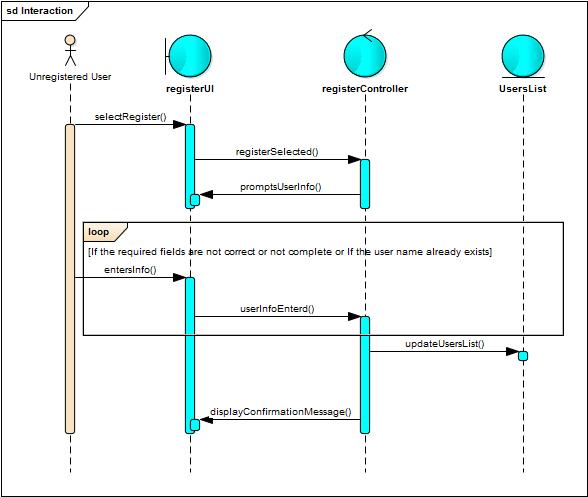 sd Interaction
Unregistered User
registerUI
registerController
UsersList
selectRegister()
registerSelected()
promptsUserInfo()
loop
[If the required fields are not correct or not complete or If the user name already exists]
entersInfo()
userInfoEnterd()
updateUsersList()
displayConfirmationMessage()